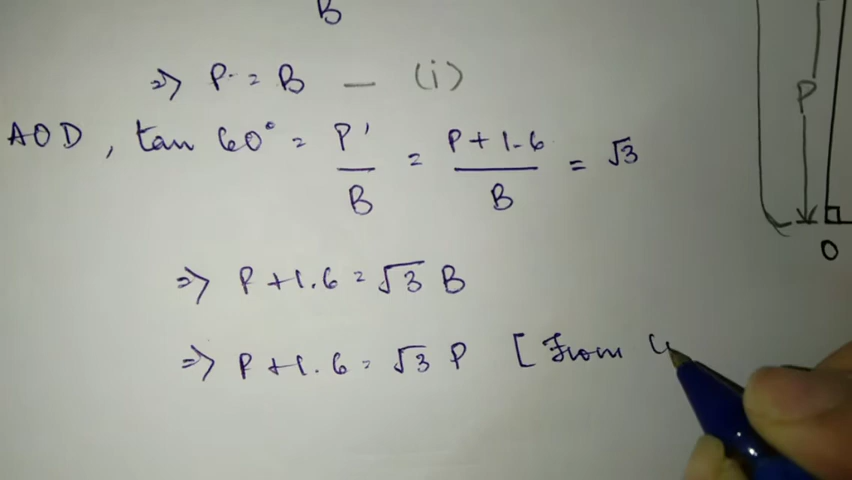 B
⇒ P = B — (i)
AOD, tan 60° = P' / B = P+1.6 / B = √3
⇒ P+1.6 = √3 B
⇒ P+1.6 = √3 P [From
P
O